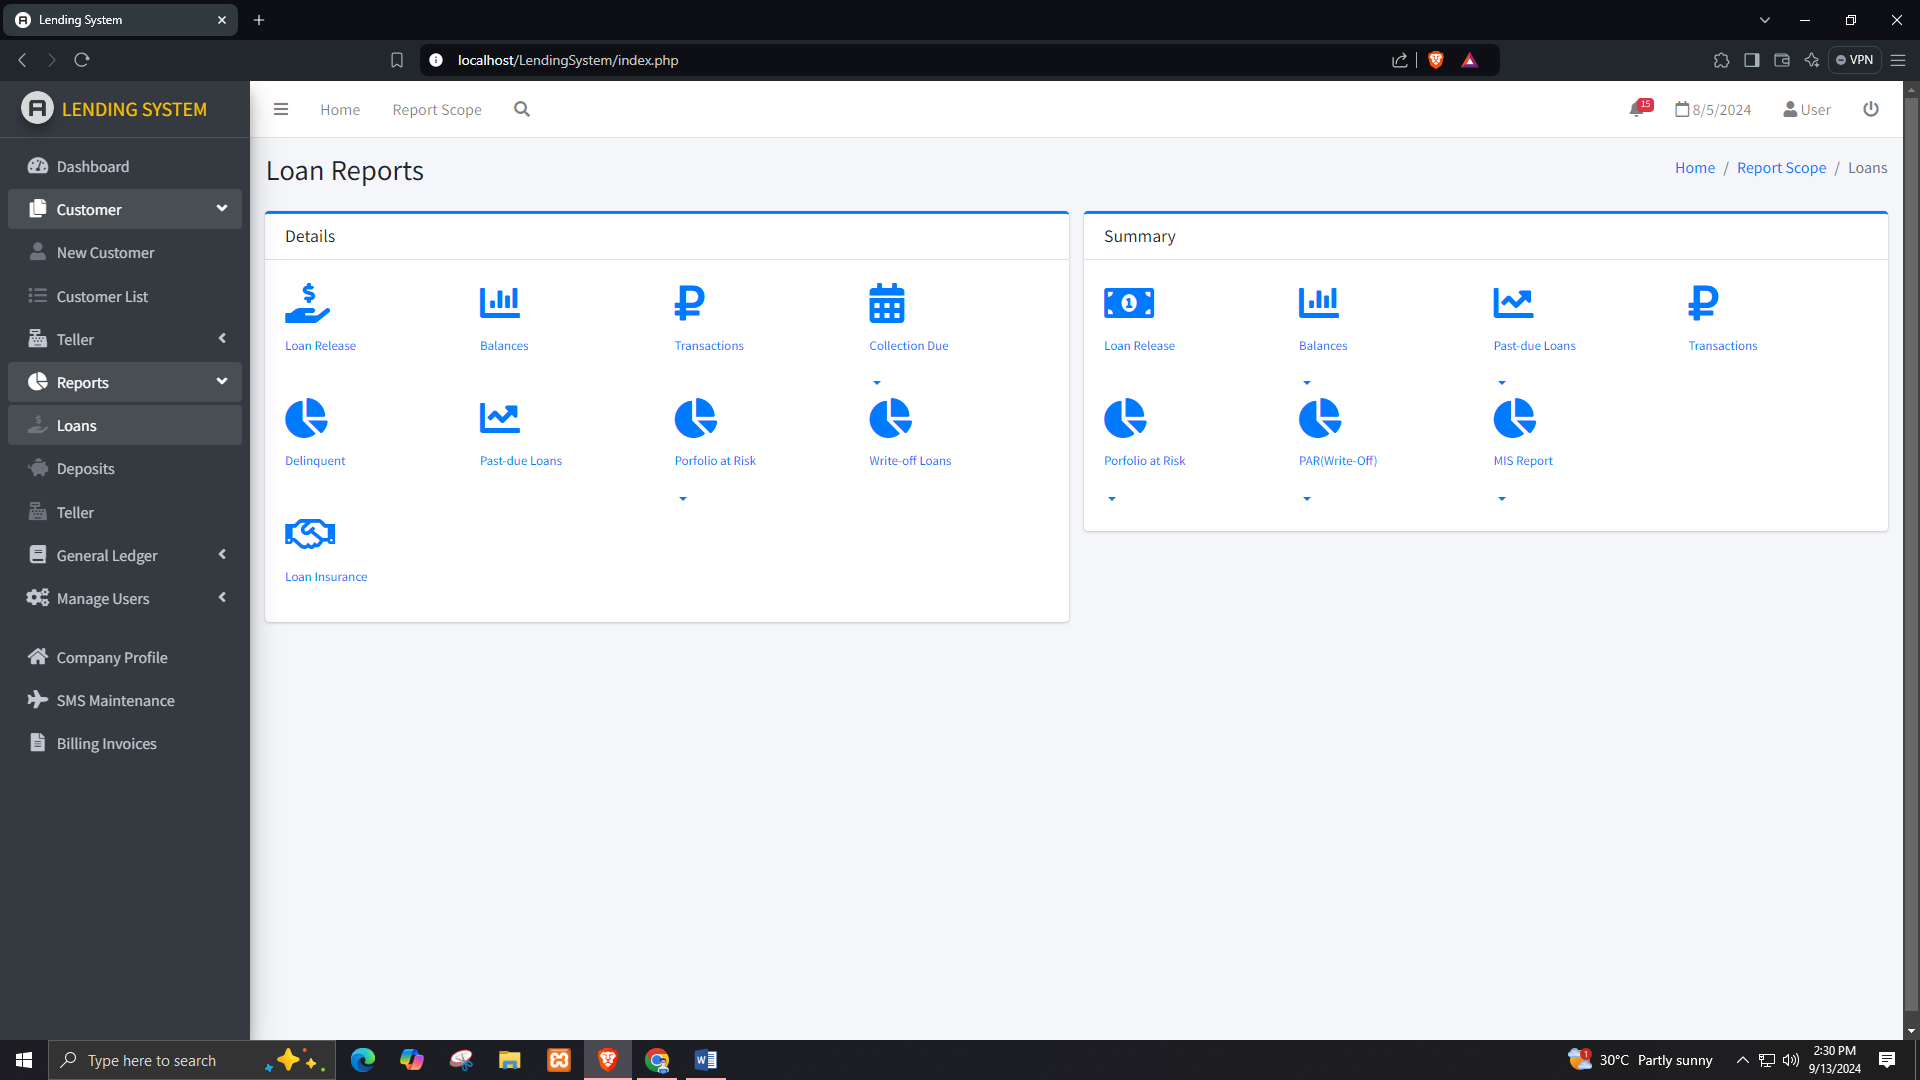 Lending System
localhost/LendingSystem/index.php
VPN
LENDING SYSTEM
Home
Report Scope
15
8/5/2024
User
Dashboard
Customer
New Customer
Customer List
Teller
Reports
Loans
Deposits
Teller
General Ledger
Manage Users
Company Profile
SMS Maintenance
Billing Invoices
Loan Reports
Home / Report Scope / Loans
Details
Loan Release
Balances
Transactions
Collection Due
Delinquent
Past-due Loans
Porfolio at Risk
Write-off Loans
Loan Insurance
Summary
Loan Release
Balances
Past-due Loans
Transactions
Porfolio at Risk
PAR(Write-Off)
MIS Report
Type here to search
1
30°C Partly sunny
2:30 PM
9/13/2024